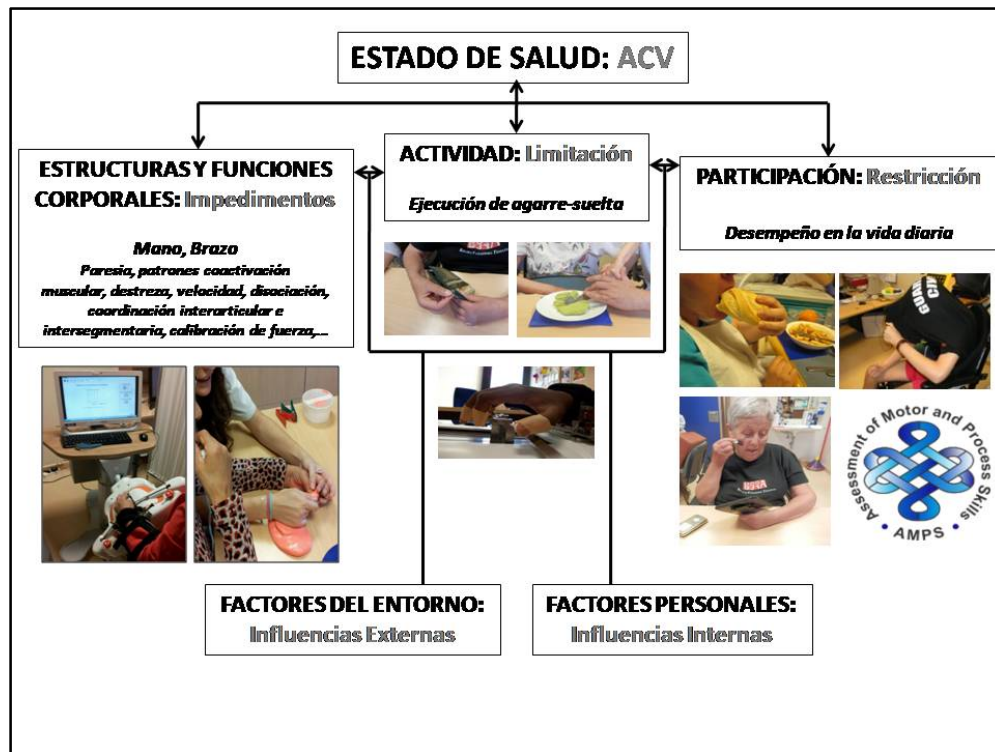 ESTADO DE SALUD: ACV
ESTRUCTURAS Y FUNCIONES
CORPORALES: Impedimentos
Mano, Brazo
Paresia, patrones coactivación
muscular, destreza, velocidad, disociación,
coordinación interarticular e
intersegmentaria, calibración de fuerza,...
ACTIVIDAD: Limitación
Ejecución de agarre-suelta
PARTICIPACIÓN: Restricción
Desempeño en la vida diaria
GUARDIA
Assessment of Motor and Process Skills
• AMPS •
FACTORES DEL ENTORNO:
Influencias Externas
FACTORES PERSONALES:
Influencias Internas